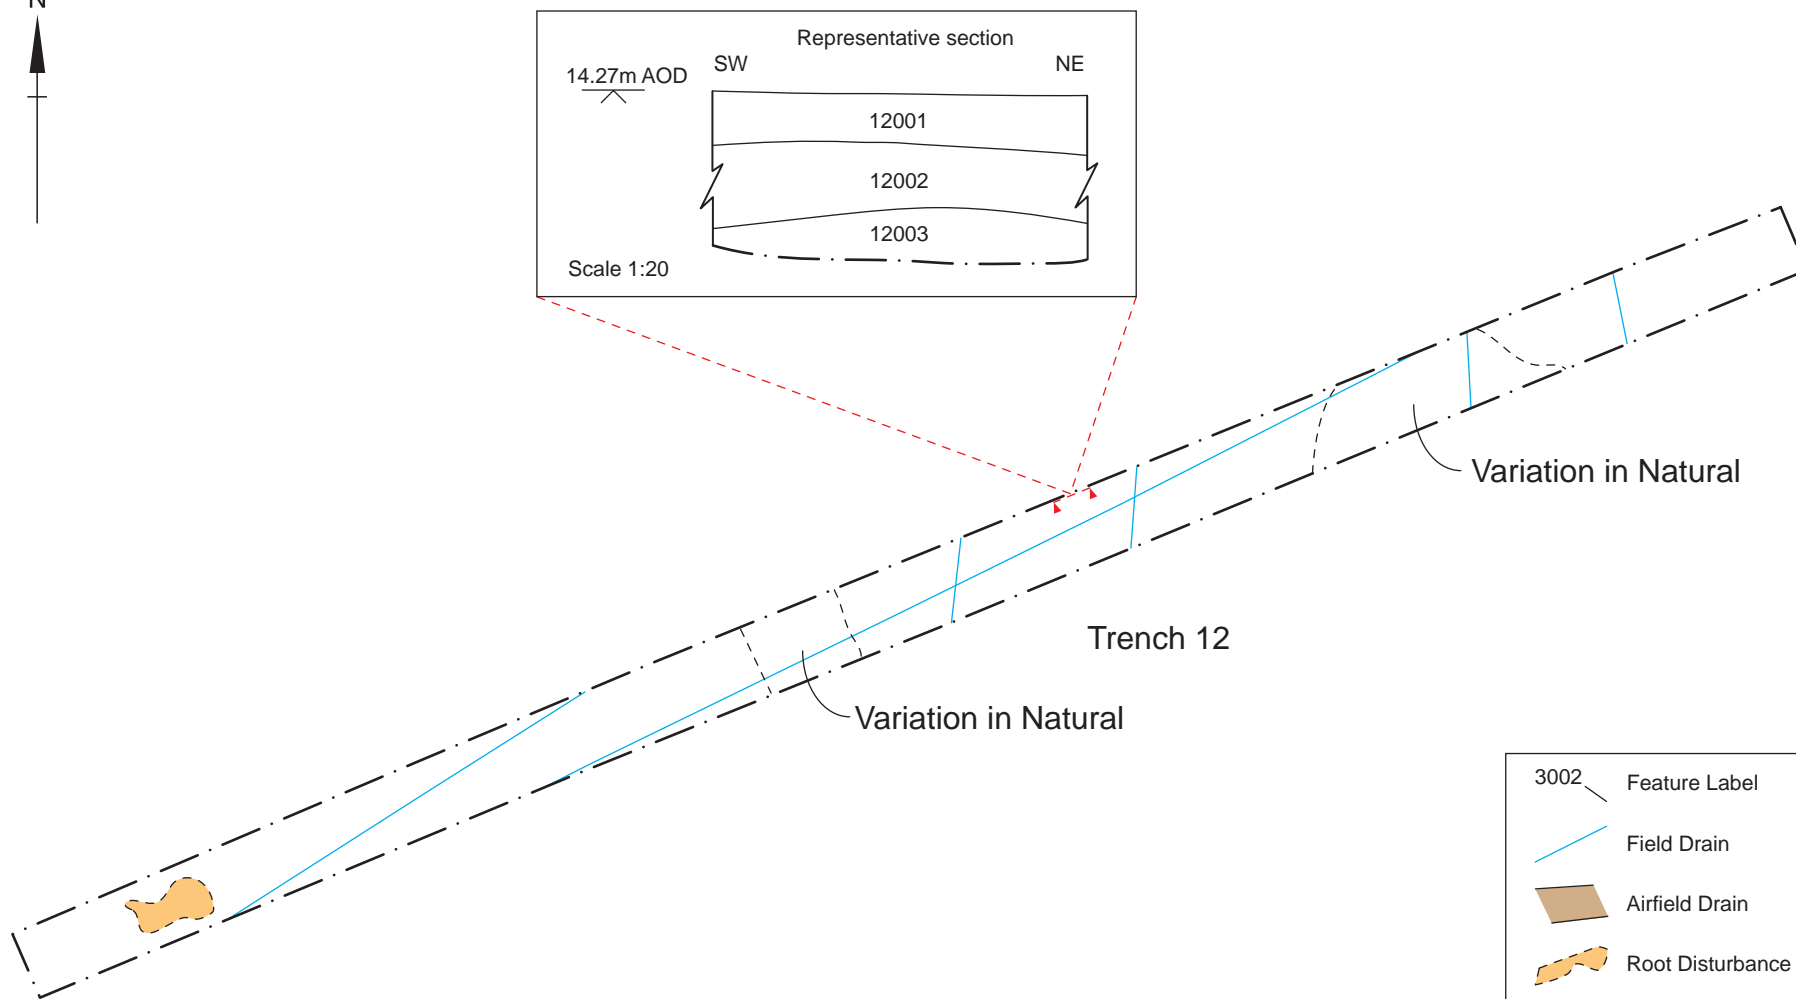 N
Representative section
SW
NE
14.27m AOD
12001
12002
12003
Scale 1:20
Variation in Natural
Trench 12
Variation in Natural
3002
Feature Label
Field Drain
Airfield Drain
Root Disturbance